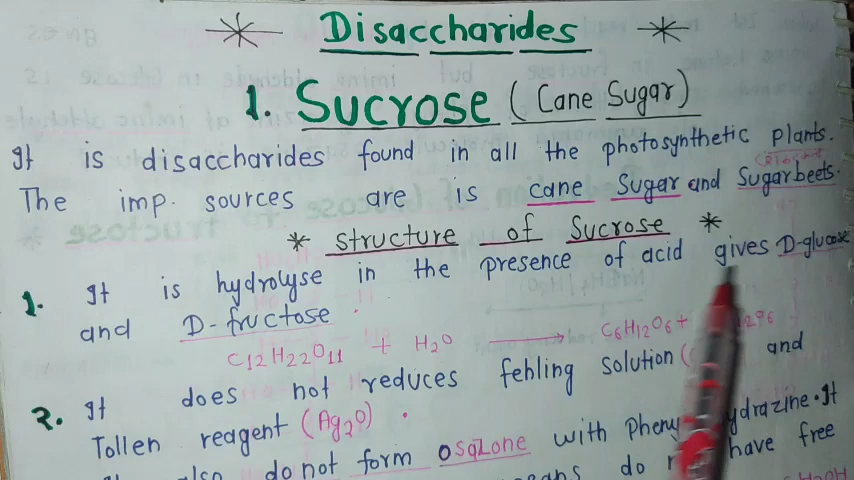 Disaccharides
1. Sucrose (Cane Sugar)
It is disaccharides found in all the photosynthetic plants.
The imp. sources are is cane Sugar and Sugarbeets.
* structure of Sucrose *
1. It is hydrolyse in the presence of acid gives D-glucose
and D-fructose
C12H22O11 + H2O → C6H12O6 +
2. It does not reduces fehling solution ( and
Tollen reagent (Ag2O).
do not form osazone with It
do have free